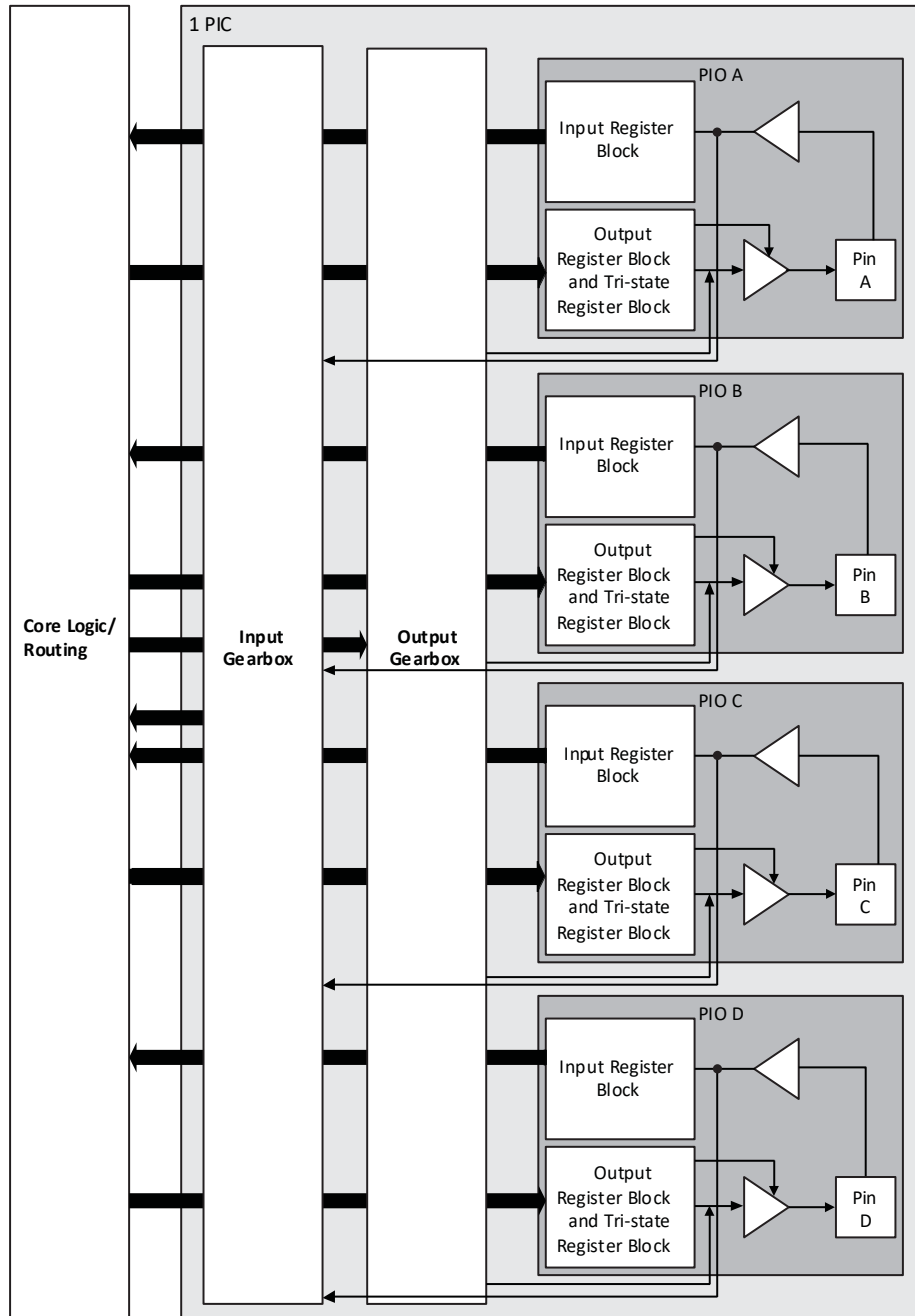 1 PIC
PIO A
Input Register
Block
Output
Register Block
and Tri-state
Register Block
Pin
A
PIO B
Input Register
Block
Output
Register Block
and Tri-state
Register Block
Pin
B
Core Logic/
Routing
Input
Gearbox
Output
Gearbox
PIO C
Input Register
Block
Output
Register Block
and Tri-state
Register Block
Pin
C
PIO D
Input Register
Block
Output
Register Block
and Tri-state
Register Block
Pin
D